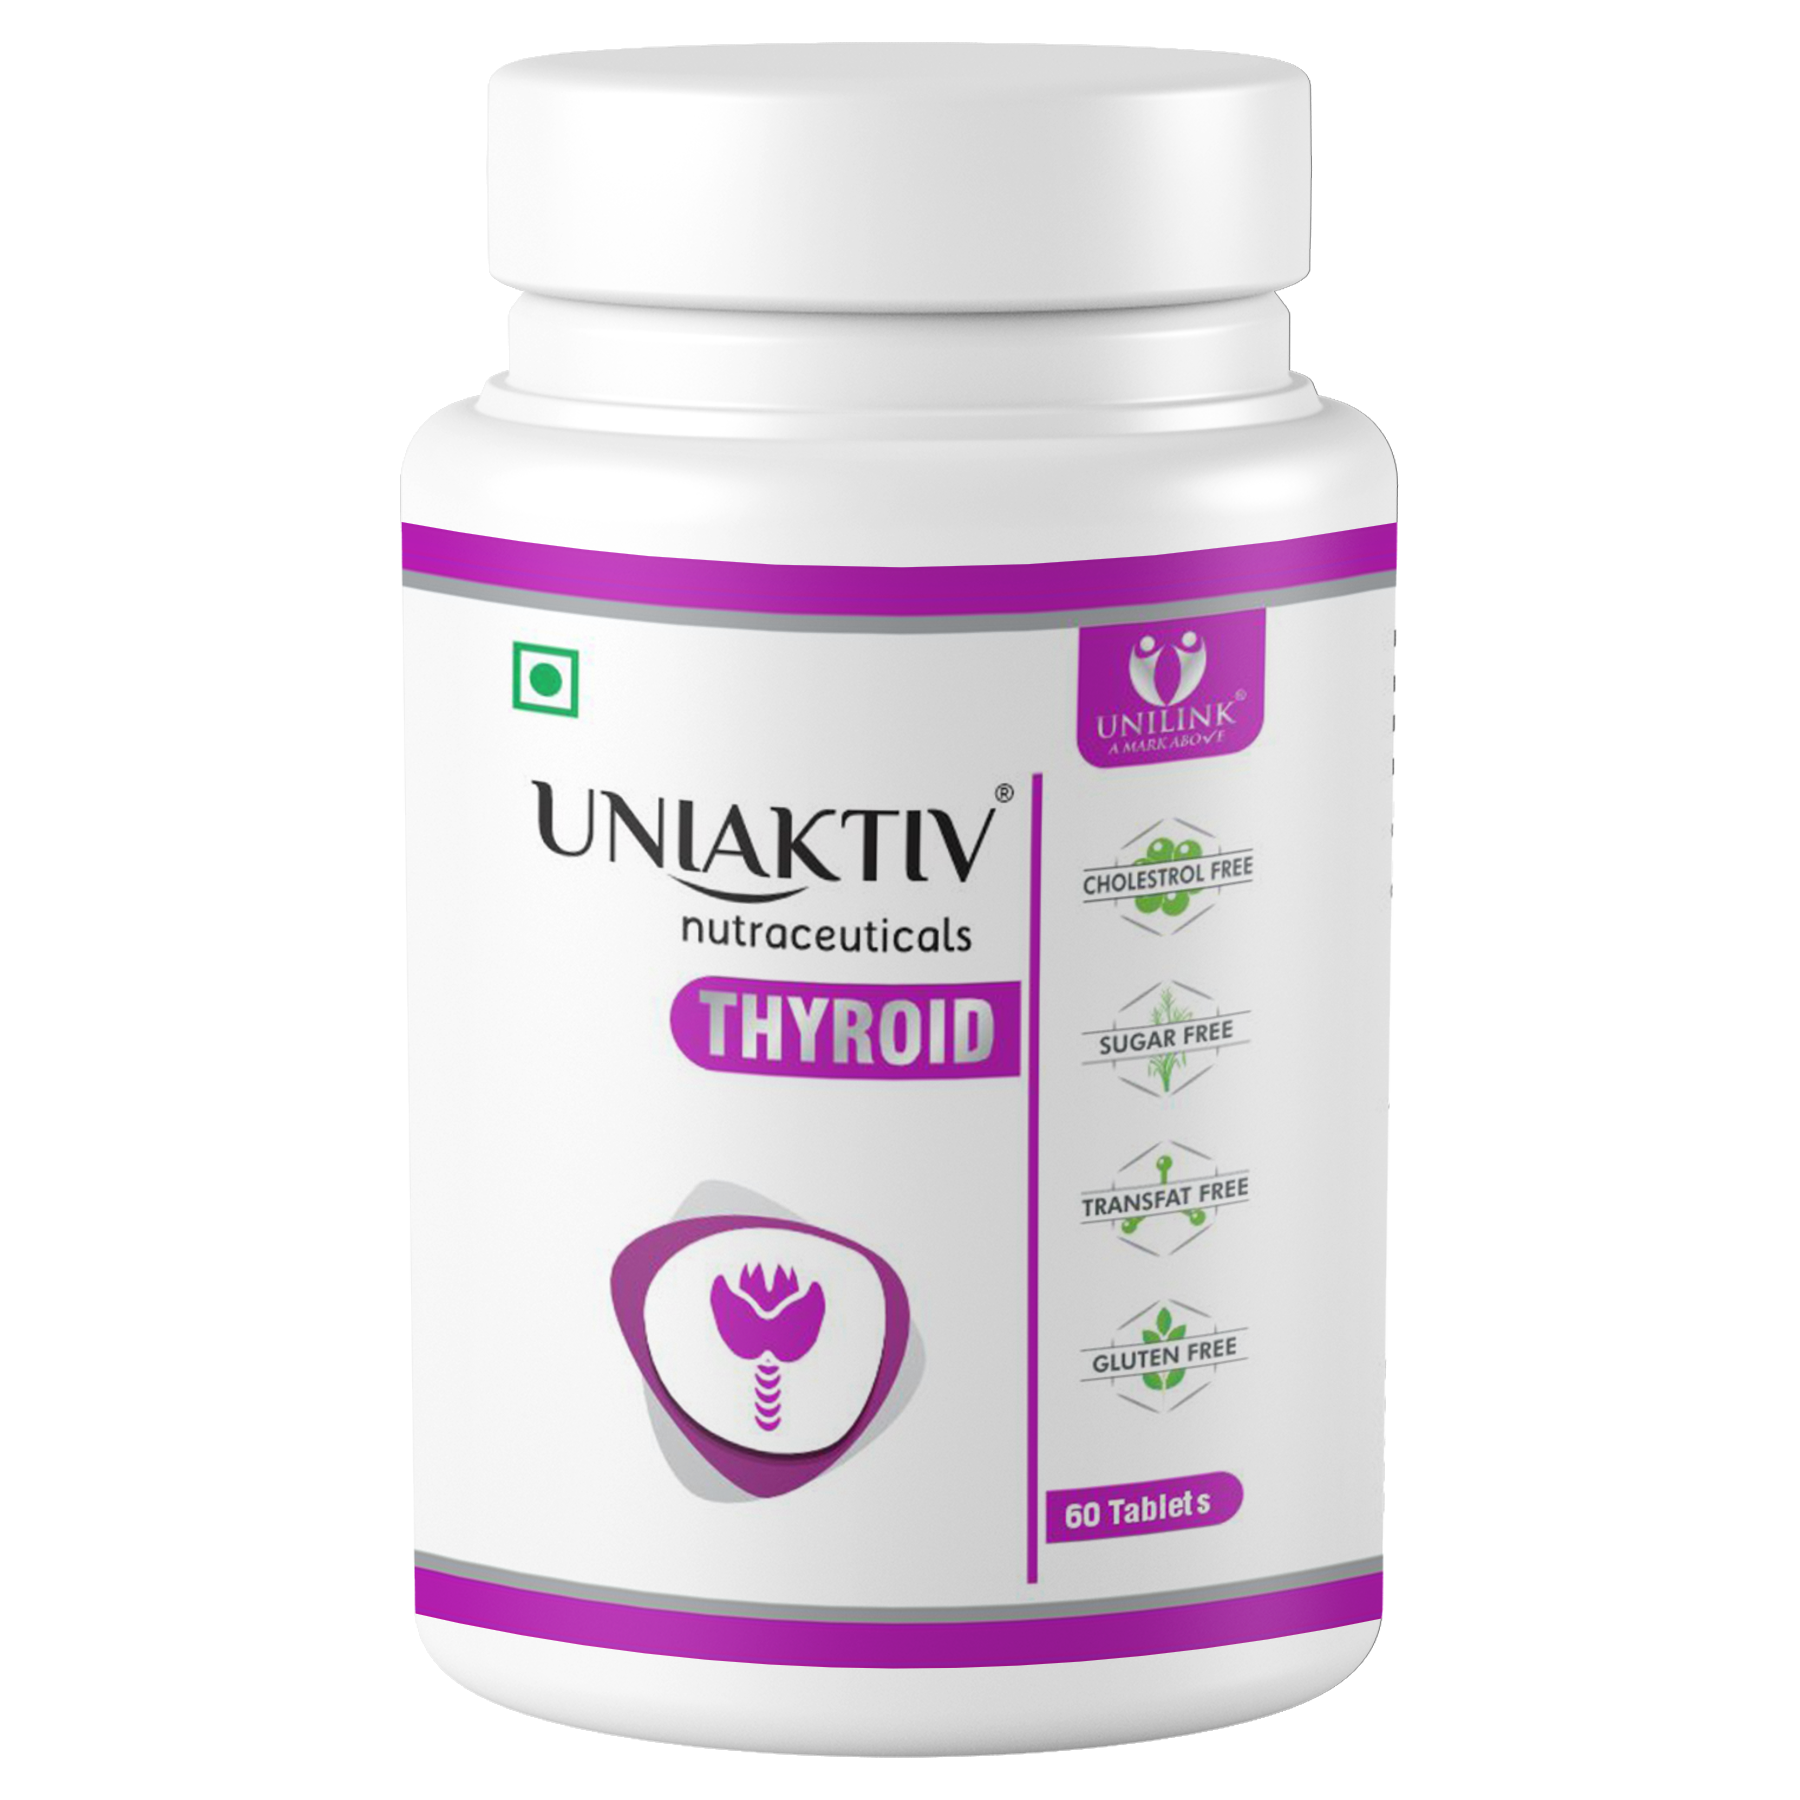 UNILINK®
A MARK ABOVE
UNIAKTIV®
nutraceuticals
THYROID
CHOLESTROL FREE
SUGAR FREE
TRANSFAT FREE
GLUTEN FREE
60 Tablets